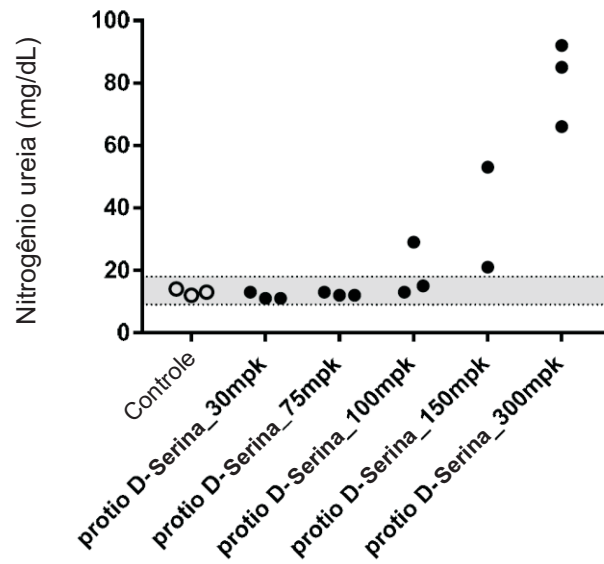 Nitrogênio ureia (mg/dL)
100
80
60
40
20
0
Controle
protio D-Serina_30mpk
protio D-Serina_75mpk
protio D-Serina_100mpk
protio D-Serina_150mpk
protio D-Serina_300mpk